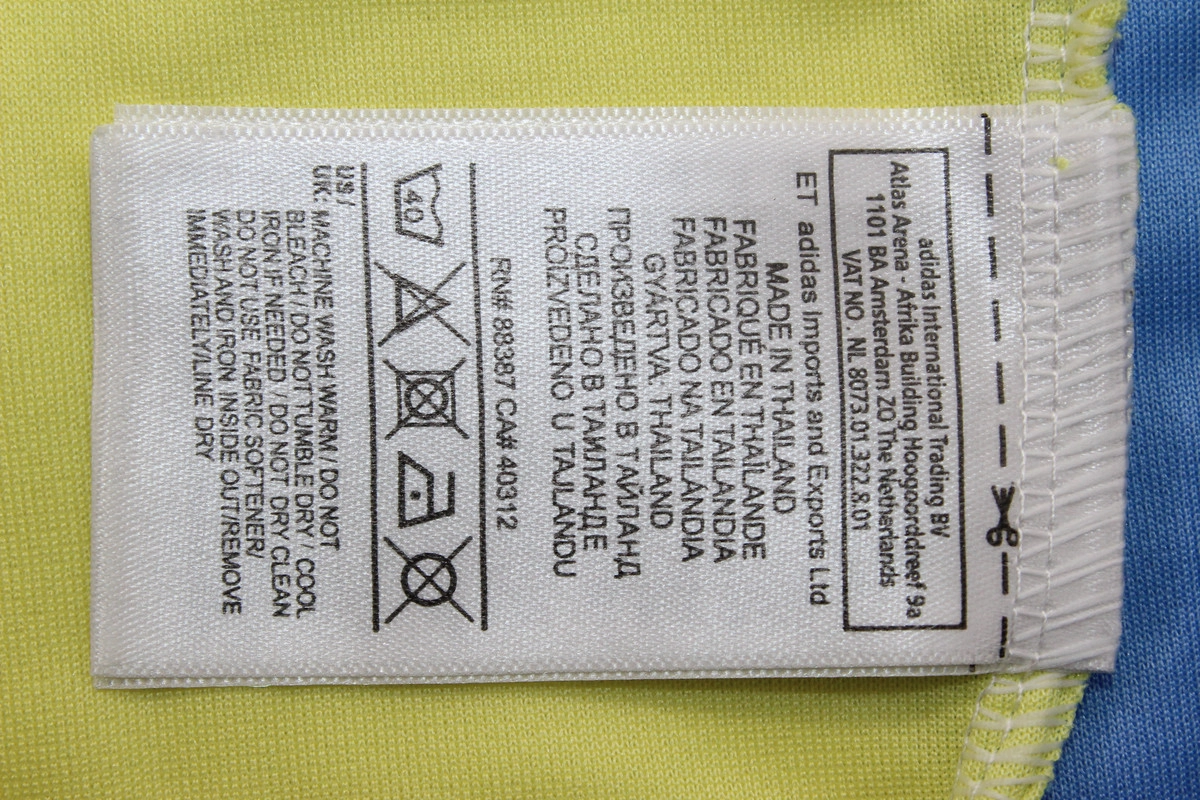 adidas International Trading BV
Atlas Arena - Afrika Building Hoogoorddreef 9a
1101 BA Amsterdam ZO The Netherlands
VAT NO. NL 8073.01.322.8.01
ET adidas Imports and Exports Ltd
MADE IN THAILAND
FABRIQUÉ EN THAÏLANDE
FABRICADO EN TAILANDIA
FABRICADO NA TAILÂNDIA
GYÁRTVA: THAILAND
ПРОИЗВЕДЕНО В ТАЙЛАНД
СДЕЛАНО В ТАИЛАНДЕ
PROIZVEDENO U TAJLANDU
RN# 88387 CA# 40312
40
US /
UK: MACHINE WASH WARM / DO NOT
BLEACH / DO NOT TUMBLE DRY / COOL
IRON IF NEEDED / DO NOT DRY CLEAN
DO NOT USE FABRIC SOFTENER/
WASH AND IRON INSIDE OUT/REMOVE
IMMEDIATELY/LINE DRY